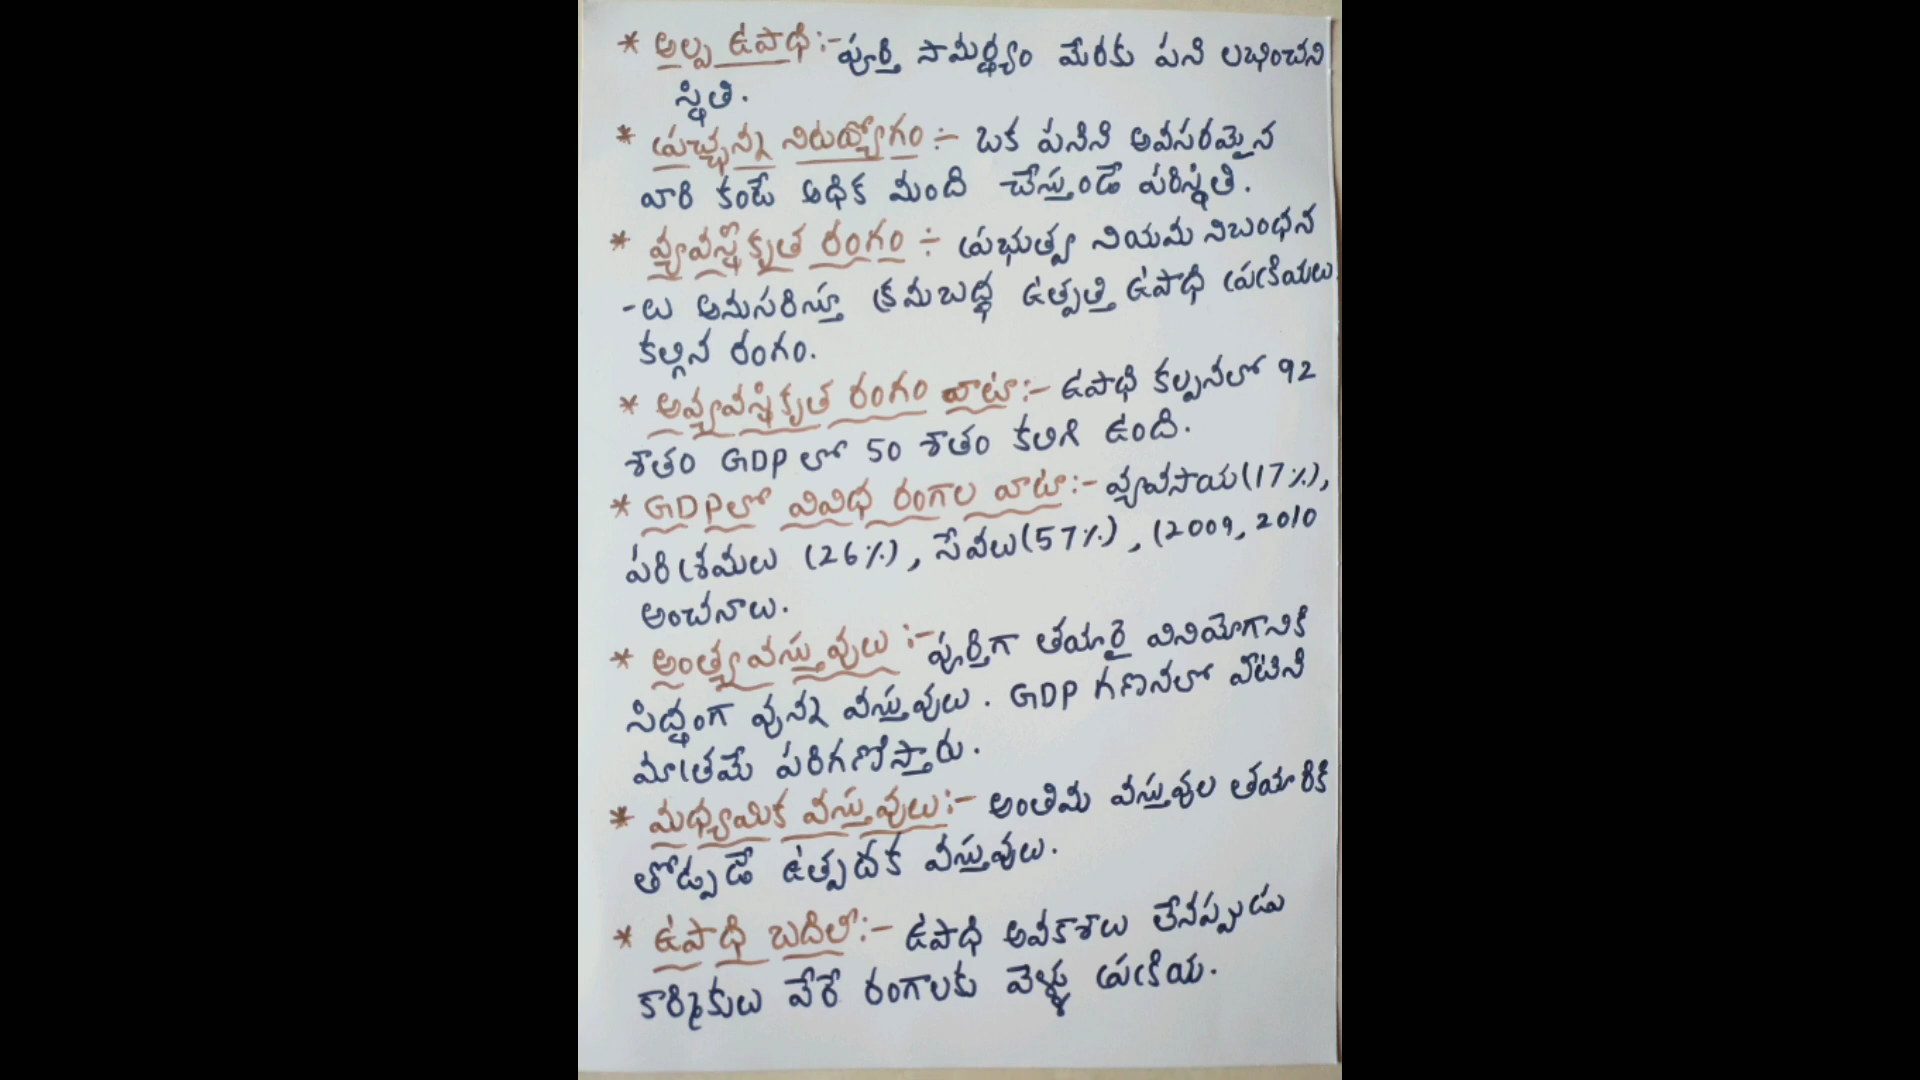 * అల్ప ఉపాధి:- పూర్తి సామర్థ్యం మేరకు పని లభించని
స్థితి.
* ప్రచ్ఛన్న నిరుద్యోగం :- ఒక పనిని అవసరమైన
వారి కంటే అధిక మంది చేస్తుండే పరిస్థితి.
* వ్యవస్థీకృత రంగం :- ప్రభుత్వ నియమ నిబంధన
-లు అనుసరిస్తూ క్రమబద్ధ ఉత్పత్తి ఉపాధి ప్రక్రియలు
కల్గిన రంగం.
* అవ్యవస్థీకృత రంగం వాటా:- ఉపాధి కల్పనలో 92
శాతం GDP లో 50 శాతం కలిగి ఉంది.
* GDPలో వివిధ రంగాల వాటా:- వ్యవసాయ(17%),
పరిశ్రమలు (26%), సేవలు(57%), (2009, 2010
అంచనాలు.
* అంత్యవస్తువులు :- పూర్తిగా తయారై వినియోగానికి
సిద్ధంగా వున్న వస్తువులు. GDP గణనలో వీటిని
మాత్రమే పరిగణిస్తారు.
* మధ్యమిక వస్తువులు:- అంతిమ వస్తువుల తయారీకి
తోడ్పడే ఉత్పదక వస్తువులు.
* ఉపాధి బదిలీ:- ఉపాధి అవకాశాలు లేనప్పుడు
కార్మికులు వేరే రంగాలకు వెళ్ళు ప్రక్రియ.